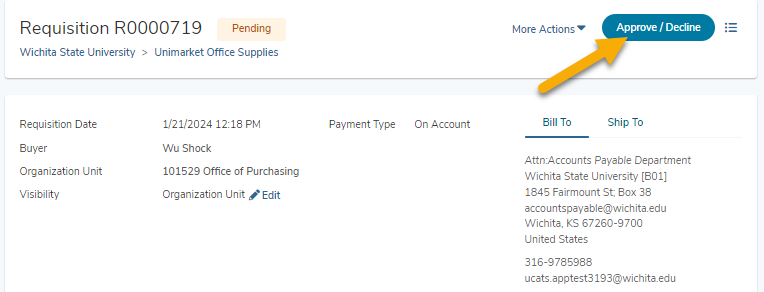 Requisition R0000719 Pending More Actions Approve / Decline
Wichita State University > Unimarket Office Supplies
Requisition Date 1/21/2024 12:18 PM Payment Type On Account
Buyer Wu Shock
Organization Unit 101529 Office of Purchasing
Visibility Organization Unit Edit
Bill To Ship To
Attn:Accounts Payable Department
Wichita State University [B01]
1845 Fairmount St; Box 38
accountspayable@wichita.edu
Wichita, KS 67260-9700
United States
316-9785988
ucats.apptest3193@wichita.edu